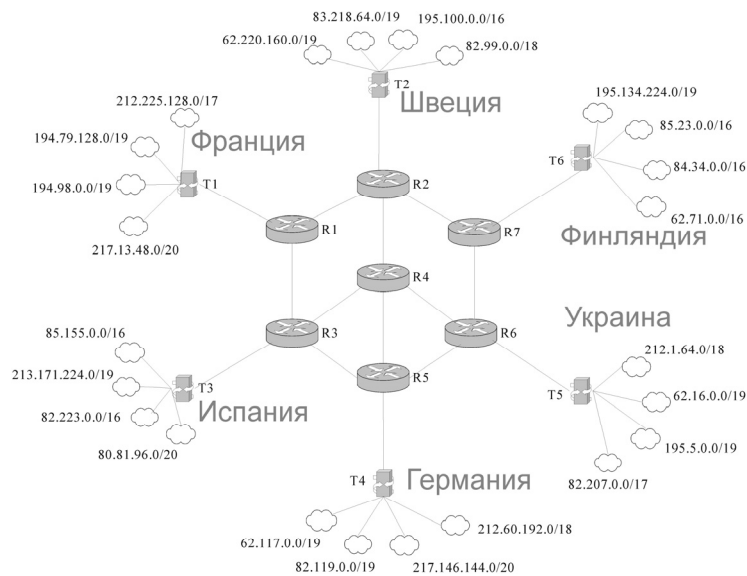 83.218.64.0/19
195.100.0.0/16
62.220.160.0/19
82.99.0.0/18
T2
Швеция
212.225.128.0/17
Франция
194.79.128.0/19
194.98.0.0/19
T1
217.13.48.0/20
195.134.224.0/19
85.23.0.0/16
T6
84.34.0.0/16
62.71.0.0/16
Финляндия
R2
R1
R7
R4
R3
R6
R5
85.155.0.0/16
213.171.224.0/19
T3
82.223.0.0/16
Испания
80.81.96.0/20
Украина
212.1.64.0/18
T5
62.16.0.0/19
195.5.0.0/19
82.207.0.0/17
T4
Германия
62.117.0.0/19
82.119.0.0/19
217.146.144.0/20
212.60.192.0/18